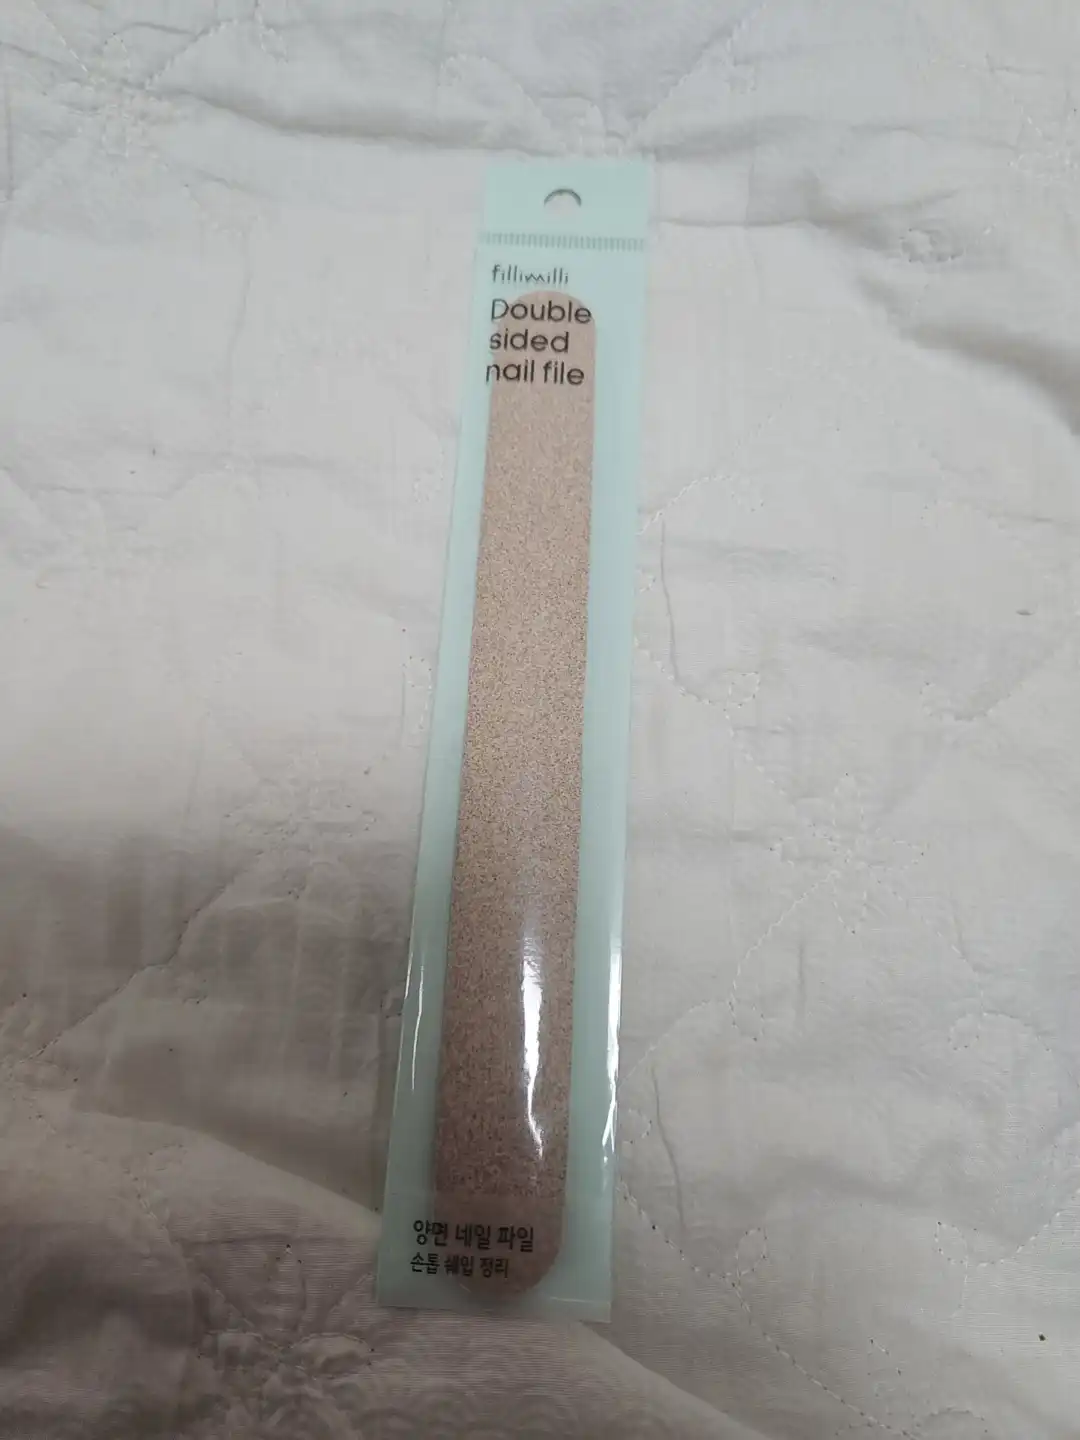 fillimilli
Double
sided
nail file
양면 네일 파일
손톱 쉐입 정리